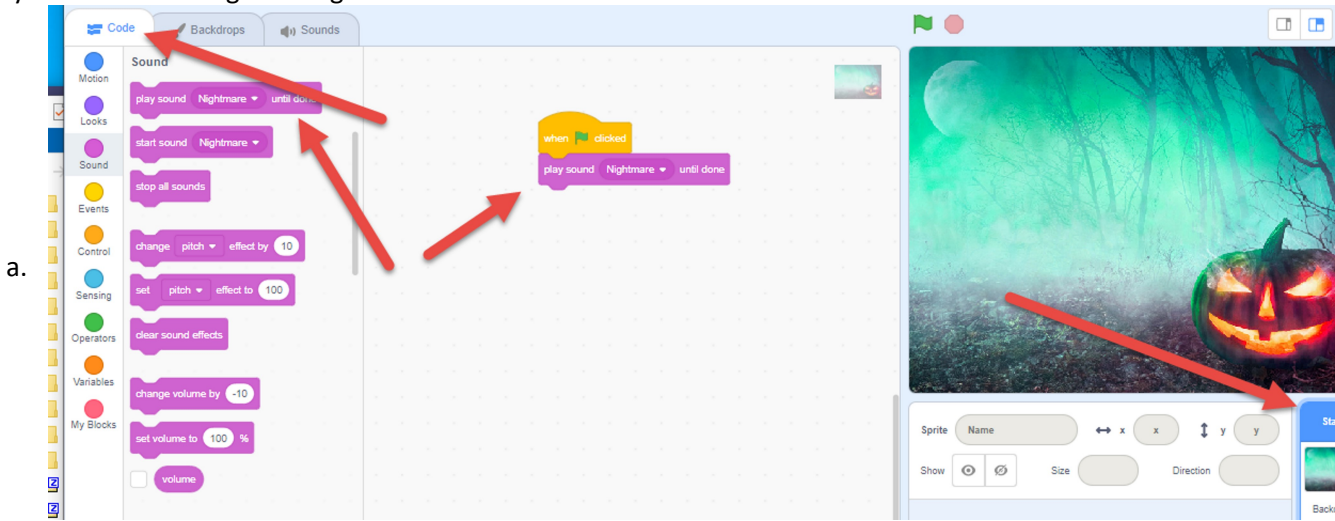 Code
Backdrops
Sounds
Motion
Looks
Sound
Events
Control
Sensing
Operators
Variables
My Blocks
Sound
play sound Nightmare until done
start sound Nightmare
stop all sounds
change pitch effect by 10
set pitch effect to 100
clear sound effects
change volume by -10
set volume to 100 %
volume
a.
when clicked
play sound Nightmare until done
Sprite Name x x y y
Show Size Direction